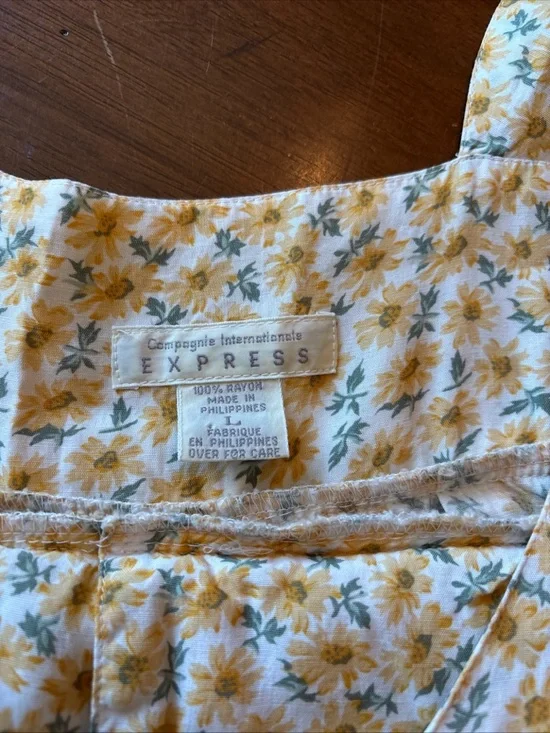 Compagnie Internationale
EXPRESS
100% RAYON
MADE IN
PHILIPPINES
L
FABRIQUE
EN PHILIPPINES
OVER FOR CARE